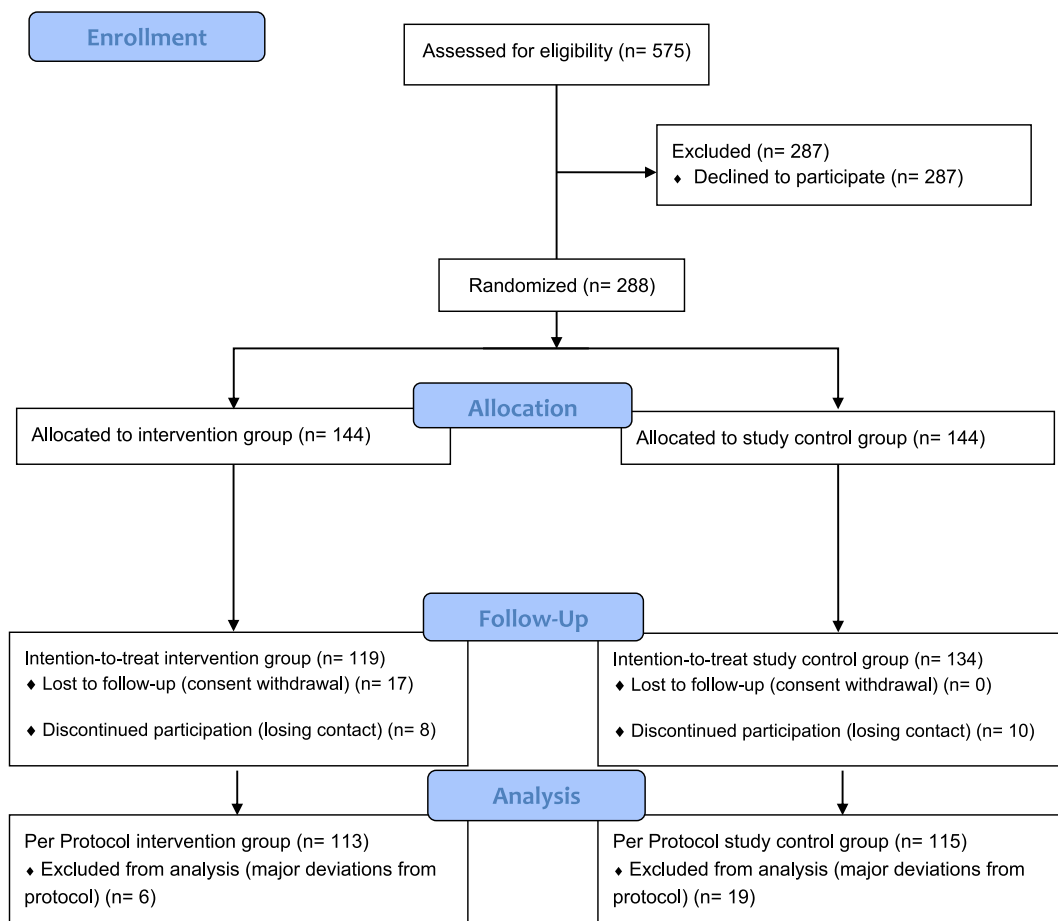 Enrollment
Assessed for eligibility (n= 575)
Excluded (n= 287)
♦ Declined to participate (n= 287)
Randomized (n= 288)
Allocation
Allocated to intervention group (n= 144)
Allocated to study control group (n= 144)
Follow-Up
Intention-to-treat intervention group (n= 119)
♦ Lost to follow-up (consent withdrawal) (n= 17)
♦ Discontinued participation (losing contact) (n= 8)
Intention-to-treat study control group (n= 134)
♦ Lost to follow-up (consent withdrawal) (n= 0)
♦ Discontinued participation (losing contact) (n= 10)
Analysis
Per Protocol intervention group (n= 113)
♦ Excluded from analysis (major deviations from
protocol) (n= 6)
Per Protocol study control group (n= 115)
♦ Excluded from analysis (major deviations from
protocol) (n= 19)